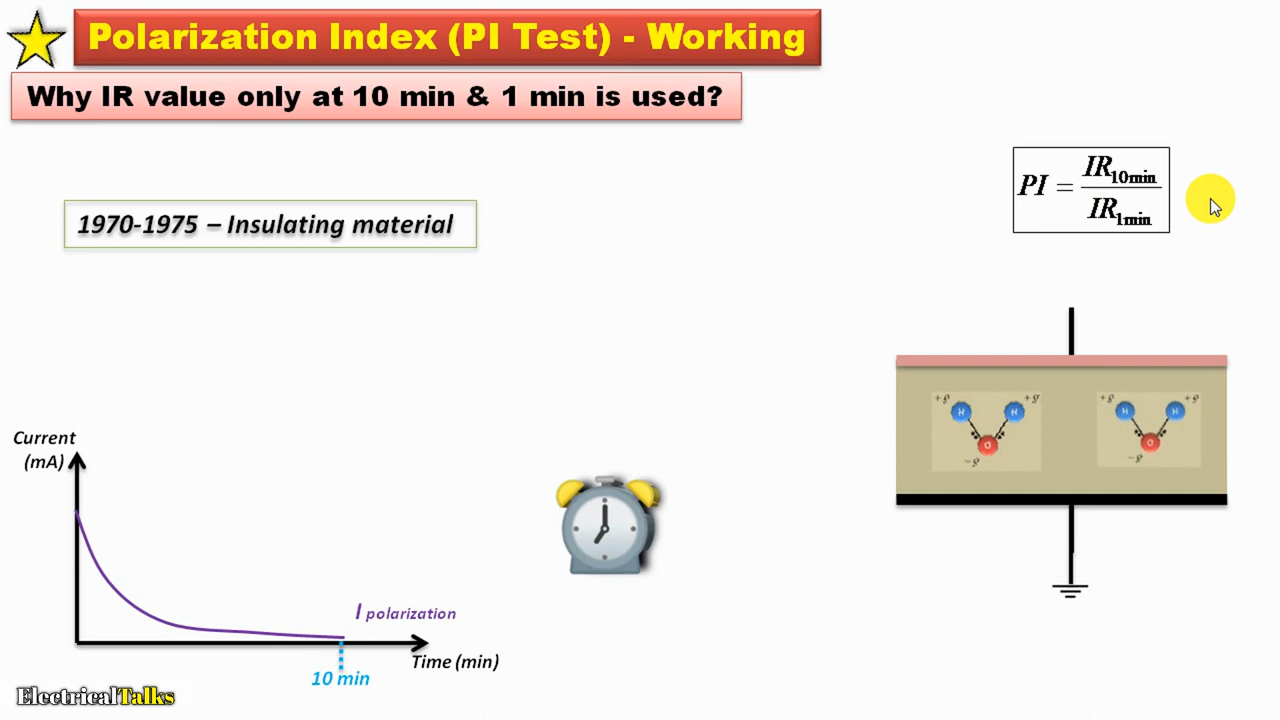 Polarization Index (PI Test) - Working
Why IR value only at 10 min & 1 min is used?
PI = IR10min / IR1min
1970-1975 – Insulating material
+g +g +g +g
H H H H
O O
-g -g
Current
(mA)
I polarization
Time (min)
10 min
ElectricalTalks